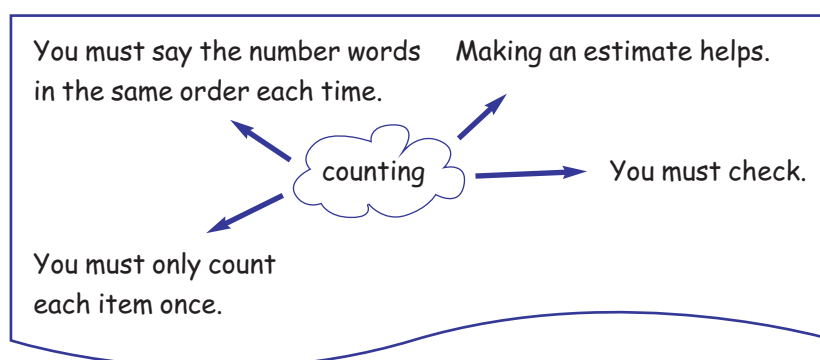 You must say the number words
in the same order each time.
Making an estimate helps.
counting
You must check.
You must only count
each item once.